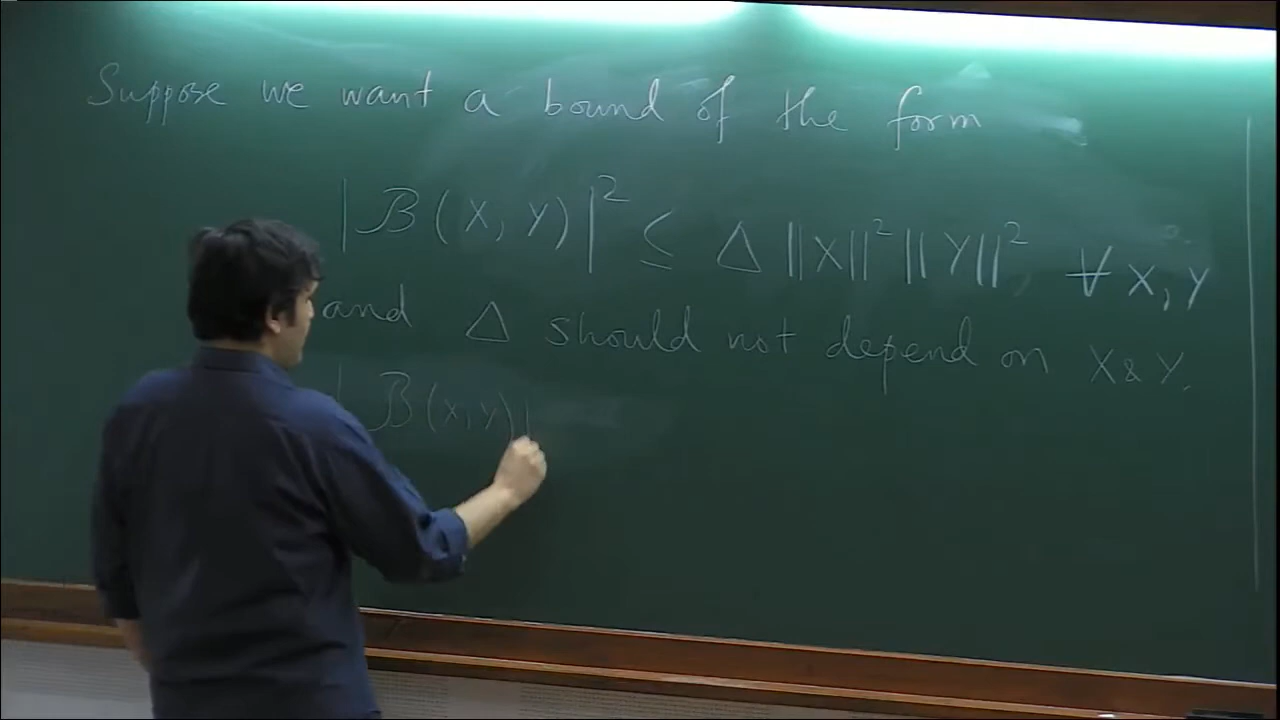 Suppose we want a bound of the form
|ℬ(X, Y)|² ≤ Δ ||X||² ||Y||² ∀ X, Y
and Δ should not depend on X & Y.
| ℬ(X, Y)|